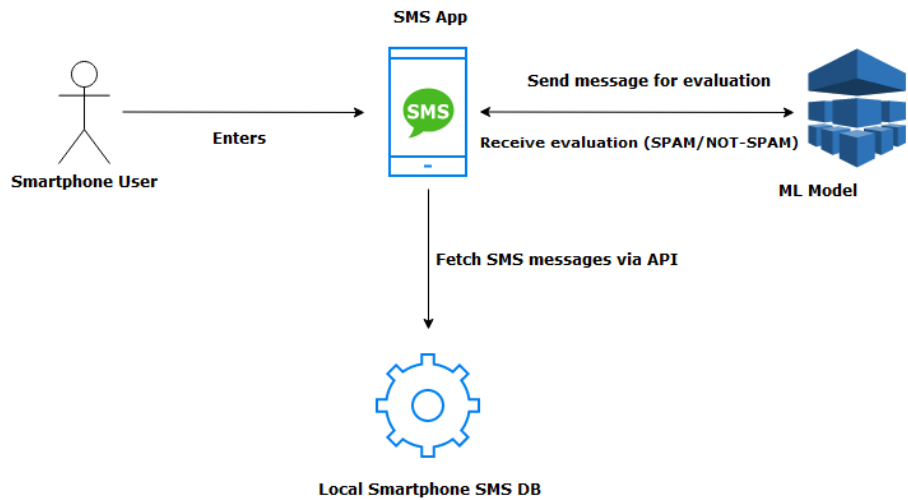 SMS App
Send message for evaluation
SMS
Enters
Receive evaluation (SPAM/NOT-SPAM)
Smartphone User
ML Model
Fetch SMS messages via API
Local Smartphone SMS DB